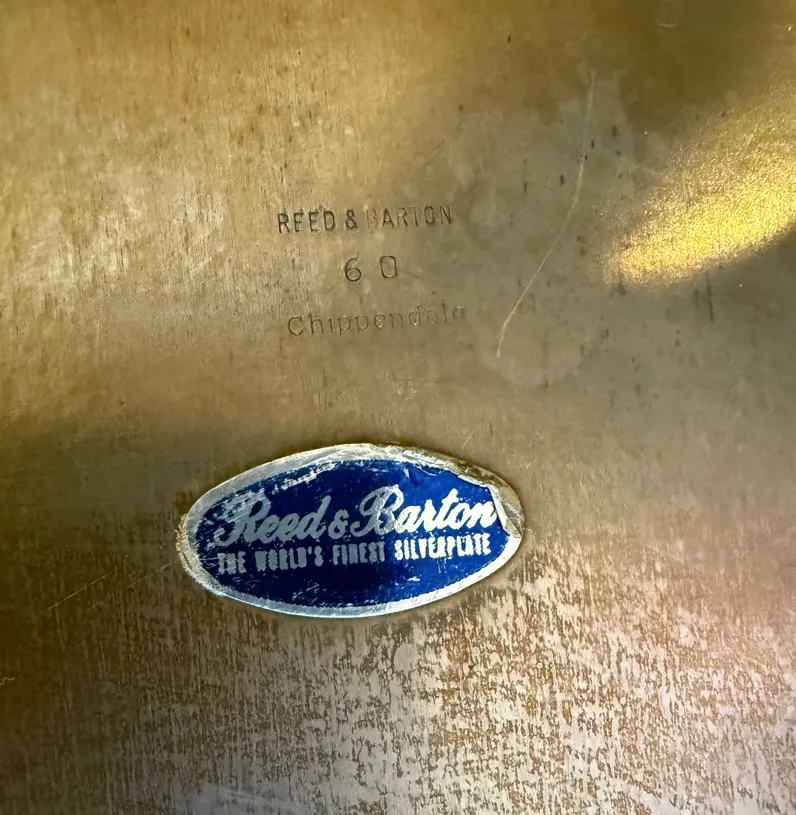 REED & BARTON
60
Chippendale
Reed & Barton
THE WORLD'S FINEST SILVERPLATE